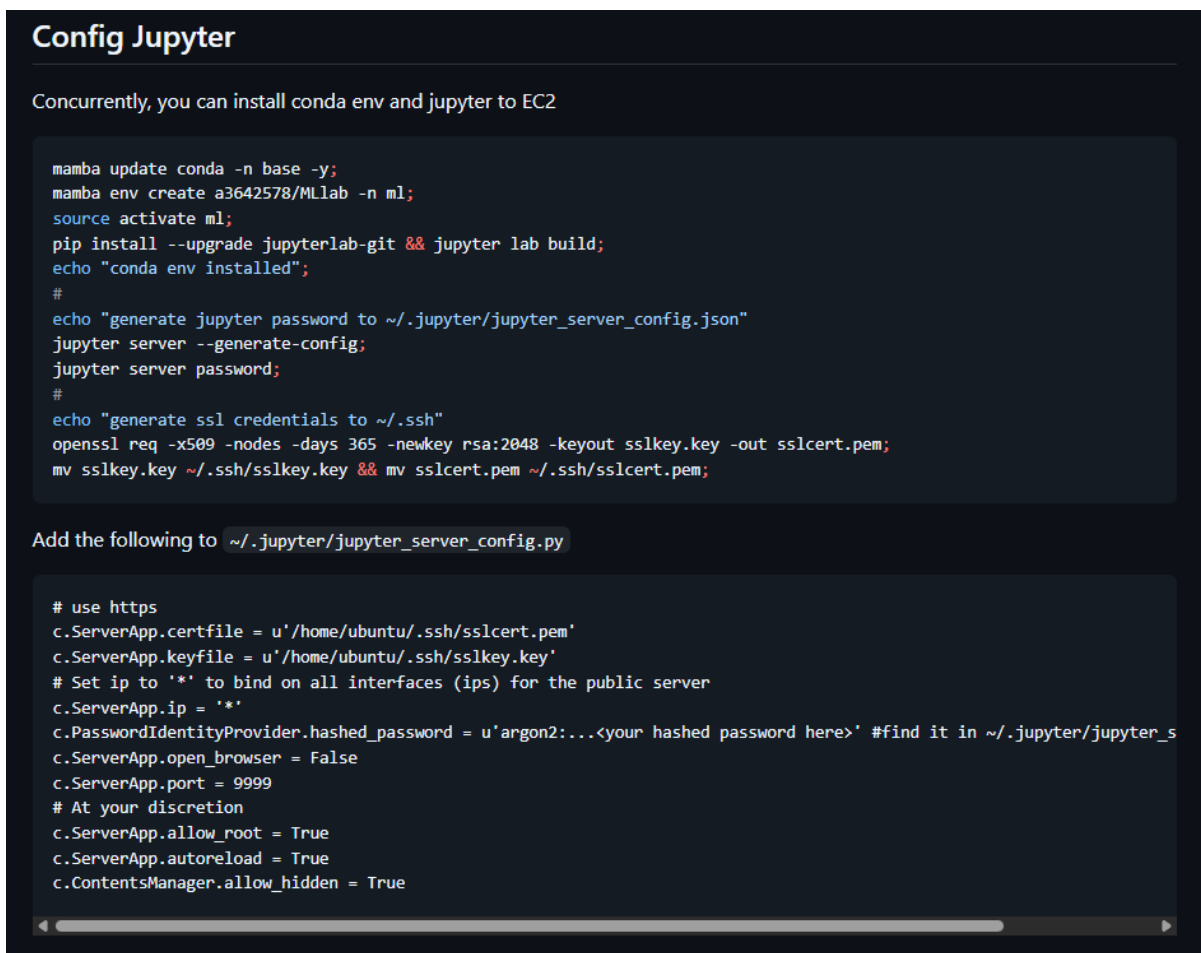 Config Jupyter
Concurrently, you can install conda env and jupyter to EC2
mamba update conda -n base -y;
mamba env create a3642578/MLlab -n ml;
source activate ml;
pip install --upgrade jupyterlab-git && jupyter lab build;
echo "conda env installed";
#
echo "generate jupyter password to ~/.jupyter/jupyter_server_config.json"
jupyter server --generate-config;
jupyter server password;
#
echo "generate ssl credentials to ~/.ssh"
openssl req -x509 -nodes -days 365 -newkey rsa:2048 -keyout sslkey.key -out sslcert.pem;
mv sslkey.key ~/.ssh/sslkey.key && mv sslcert.pem ~/.ssh/sslcert.pem;
Add the following to ~/.jupyter/jupyter_server_config.py
# use https
c.ServerApp.certfile = u'/home/ubuntu/.ssh/sslcert.pem'
c.ServerApp.keyfile = u'/home/ubuntu/.ssh/sslkey.key'
# Set ip to '*' to bind on all interfaces (ips) for the public server
c.ServerApp.ip = '*'
c.PasswordIdentityProvider.hashed_password = u'argon2:...<your hashed password here>' #find it in ~/.jupyter/jupyter_s
c.ServerApp.open_browser = False
c.ServerApp.port = 9999
# At your discretion
c.ServerApp.allow_root = True
c.ServerApp.autoreload = True
c.ContentsManager.allow_hidden = True